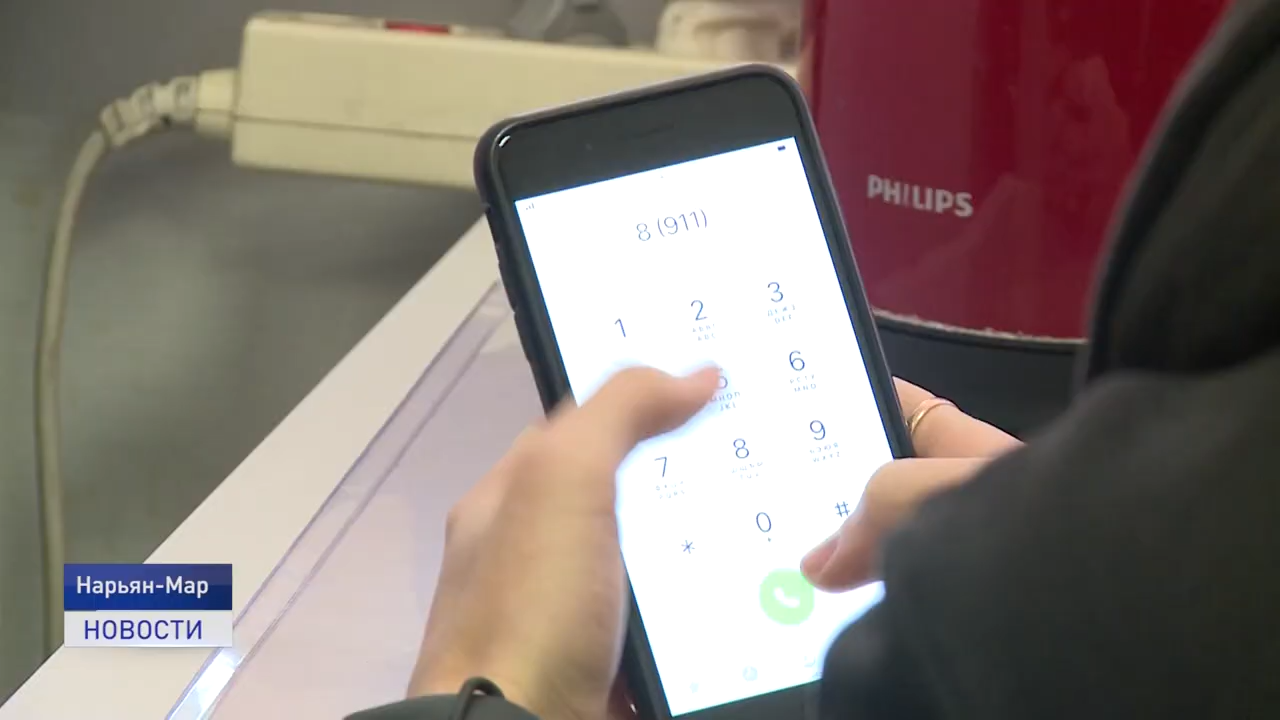 PHILIPS
8 (911)
1 2 3
6
7 8 9
* 0 #
Нарьян-Мар
НОВОСТИ